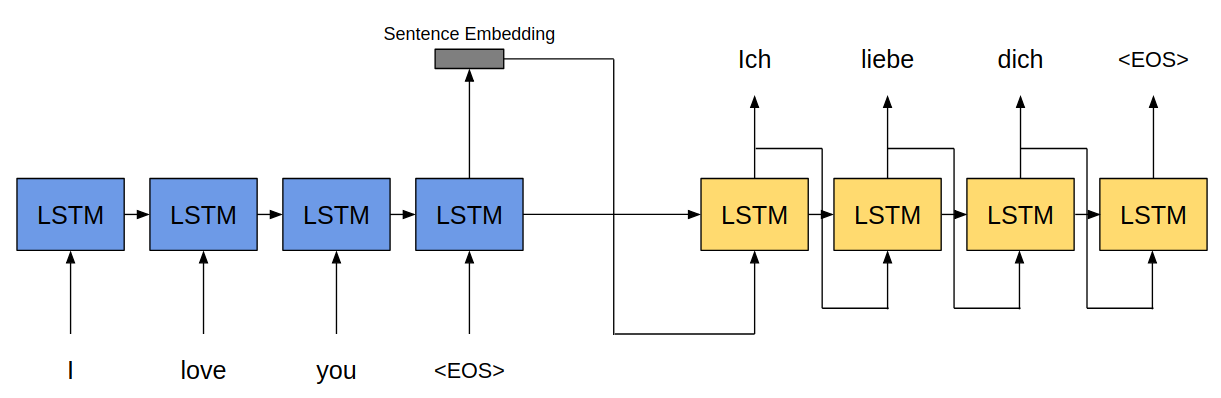 Sentence Embedding
Ich liebe dich <EOS>
LSTM LSTM LSTM LSTM LSTM LSTM LSTM LSTM
I love you <EOS>